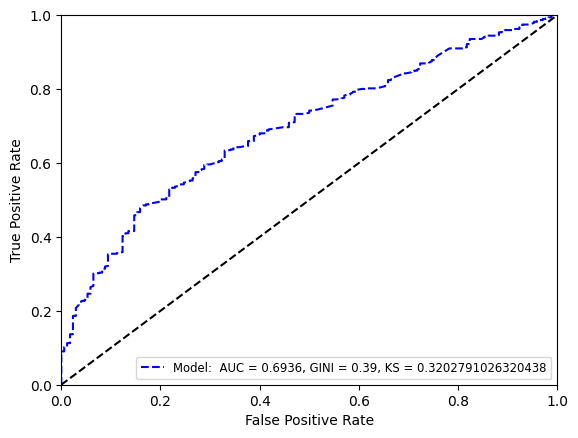 1.0
0.8
0.6
0.4
0.2
0.0
True Positive Rate
Model:  AUC = 0.6936, GINI = 0.39, KS = 0.3202791026320438
0.0 0.2 0.4 0.6 0.8 1.0
False Positive Rate